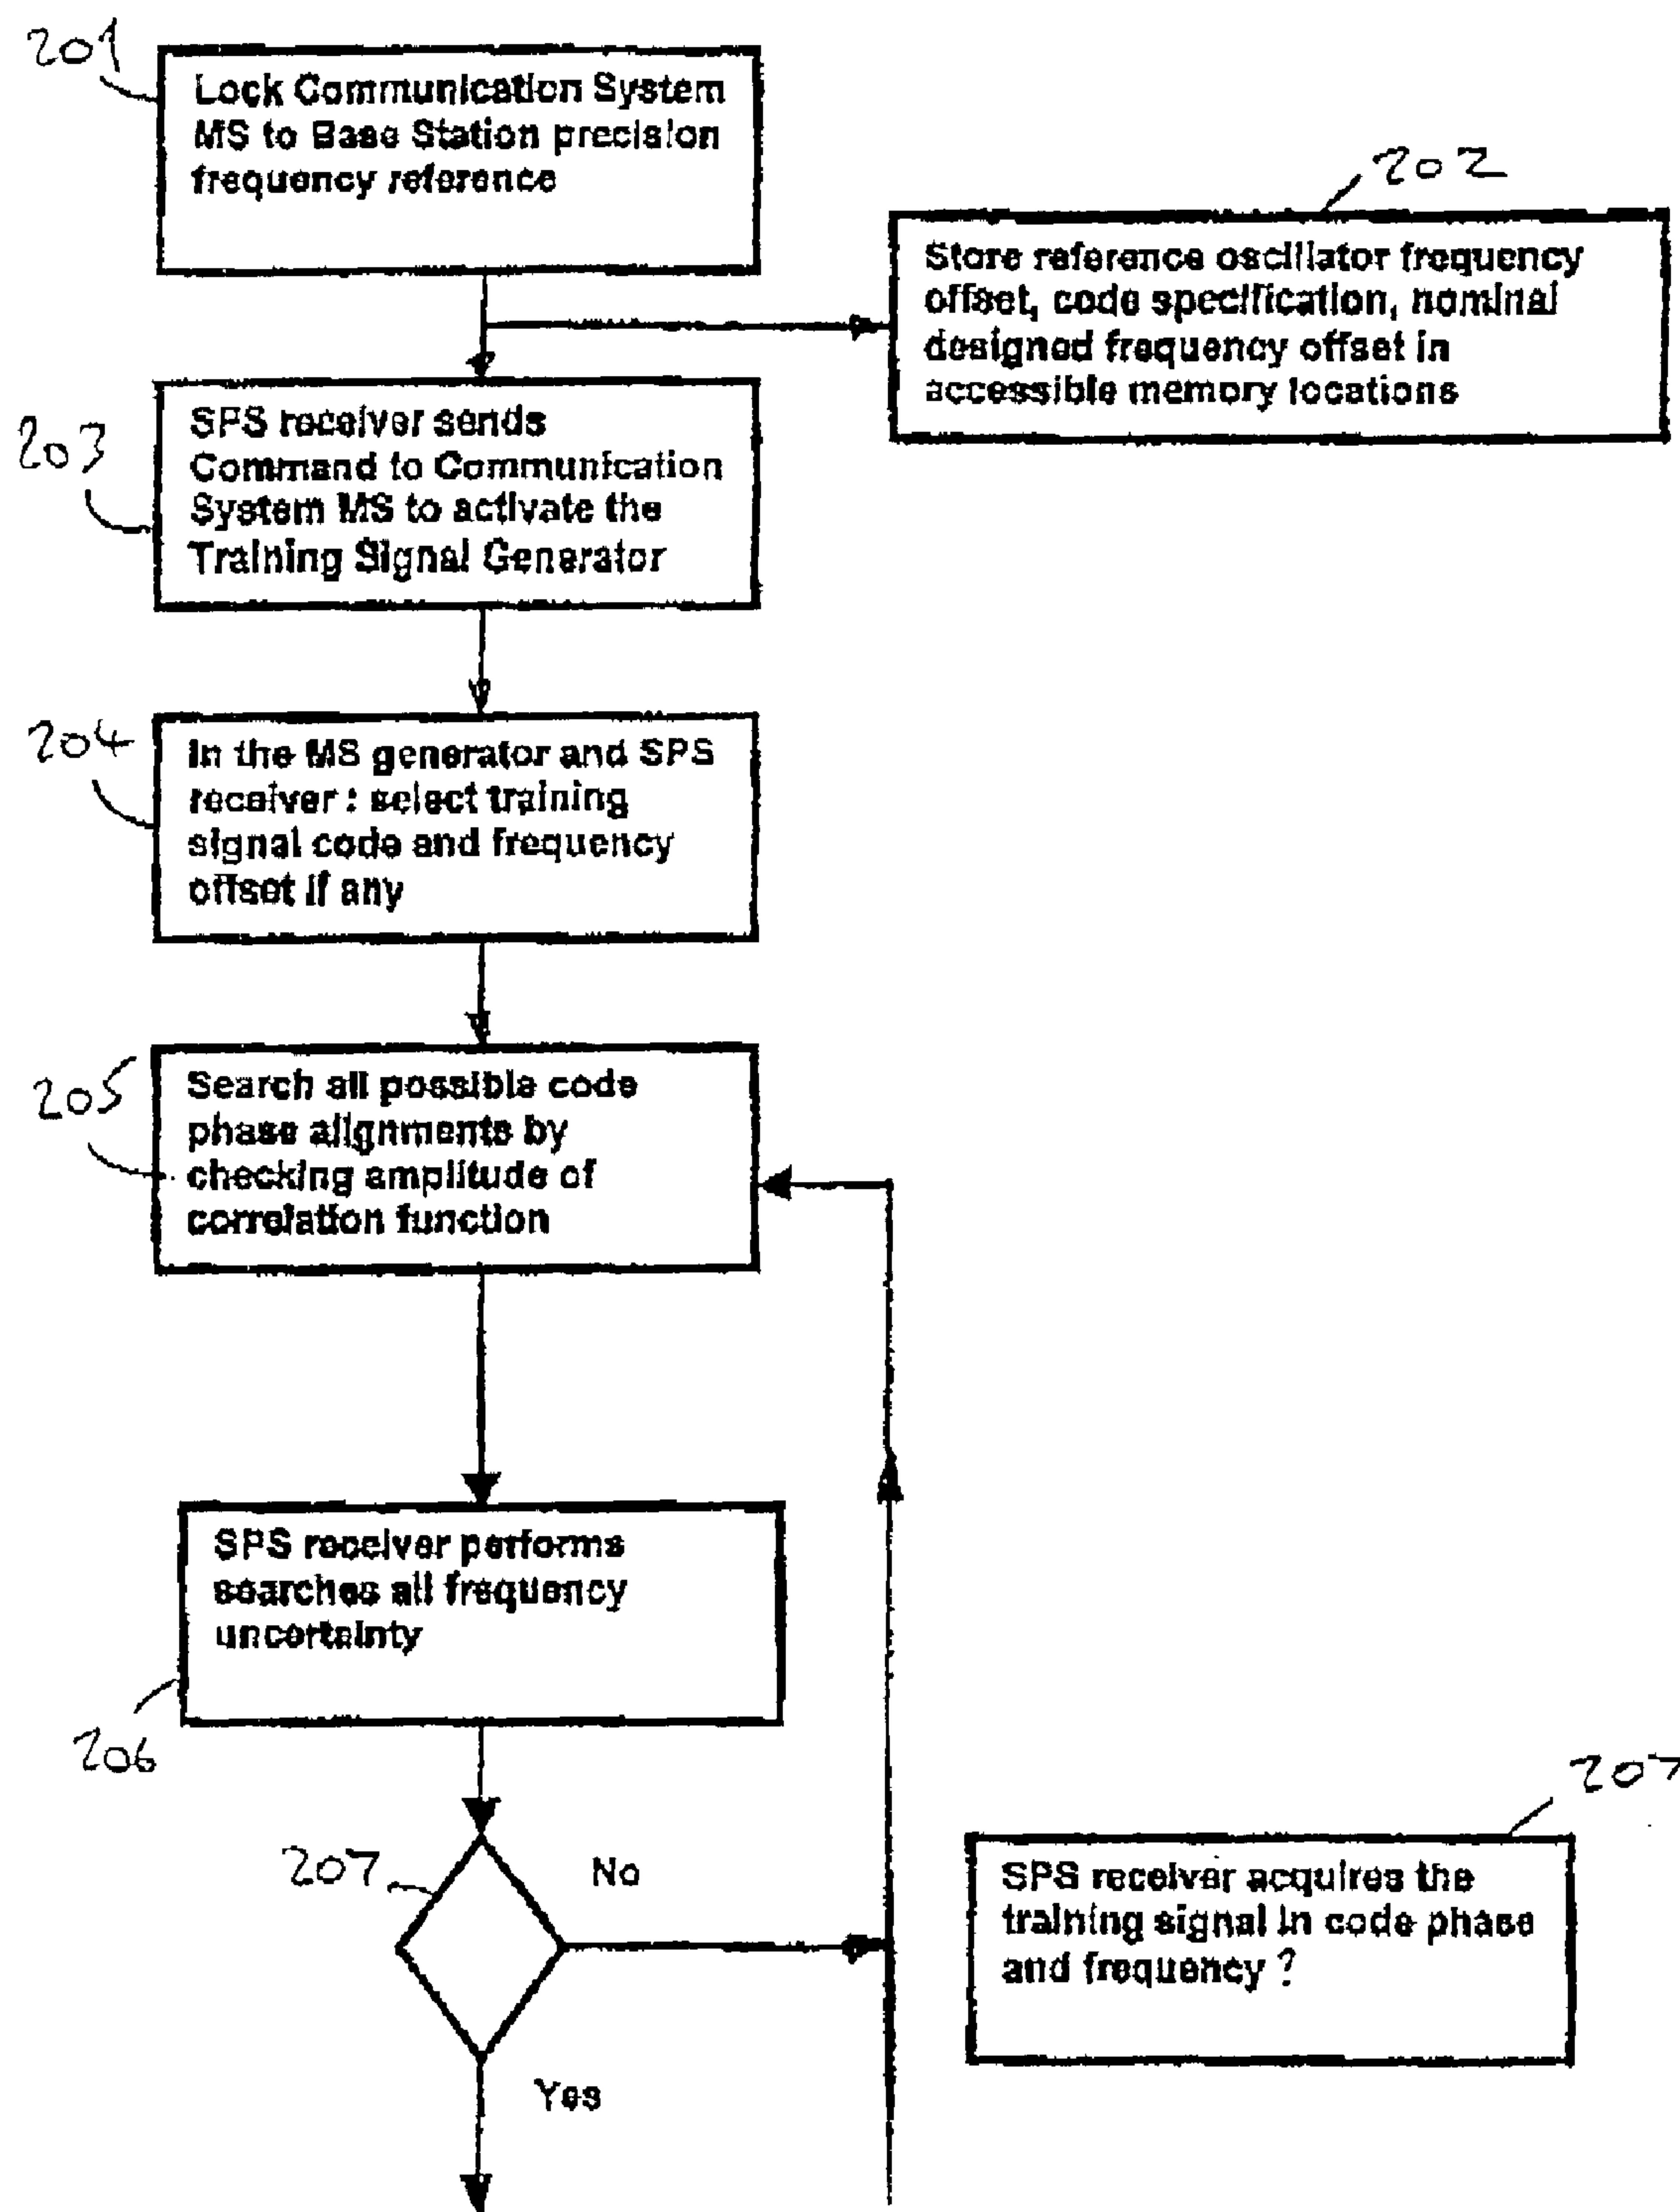 201
Lock Communication System
MS to Base Station precision
frequency reference
202
Store reference oscillator frequency
offset, code specification, nominal
designed frequency offset in
accessible memory locations
203
SPS receiver sends
Command to Communication
System MS to activate the
Training Signal Generator
204
In the MS generator and SPS
receiver : select training
signal code and frequency
offset if any
205
Search all possible code
phase alignments by
checking amplitude of
correlation function
SPS receiver performs
searches all frequency
uncertainty
206
207
No
Yes
207
SPS receiver acquires the
training signal in code phase
and frequency ?